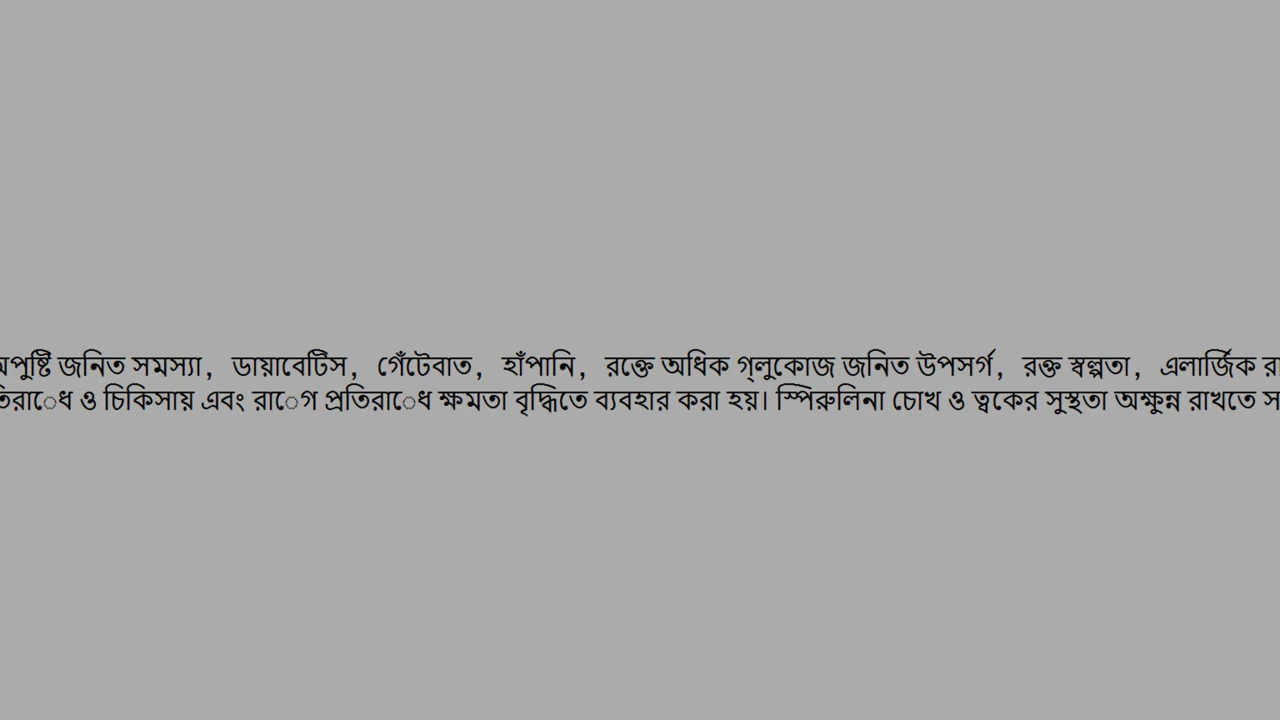 অপুষ্টি জনিত সমস্যা, ডায়াবেটিস, গেঁটেবাত, হাঁপানি, রক্তে অধিক গ্‌লুকোজ জনিত উপসর্গ, রক্ত স্বল্পতা, এলার্জিক
ও চিকিসায় এবং রােগ প্রতিরােধ ক্ষমতা বৃদ্ধিতে ব্যবহার করা হয়। স্পিরুলিনা চোখ ও ত্বকের সুস্থতা অক্ষুন্ন রাখতে